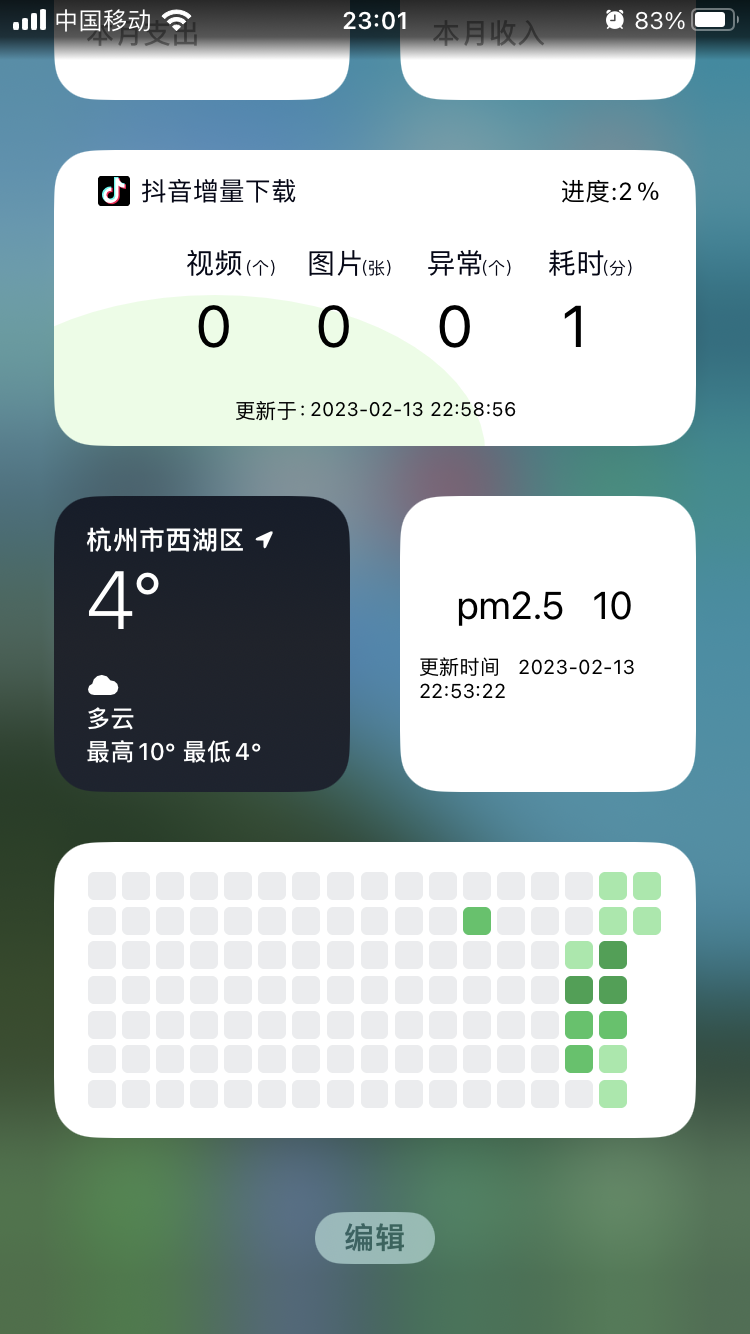 中国移动 23:01 83%
本月支出 本月收入
抖音增量下载 进度:2%
视频(个) 图片(张) 异常(个) 耗时(分)
0 0 0 1
更新于:2023-02-13 22:58:56
杭州市西湖区
4°
多云
最高10° 最低4°
pm2.5 10
更新时间 2023-02-13
22:53:22
编辑